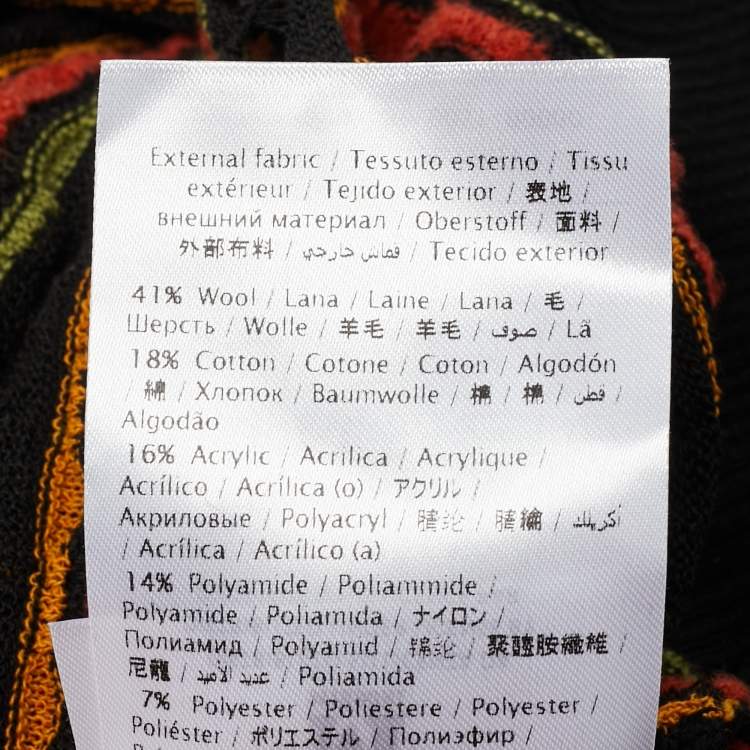 External fabric / Tessuto esterno / Tissu
extérieur / Tejido exterior / 表地 /
внешний материал / Oberstoff / 面料 /
外部布料 / قماش خارجي / Tecido exterior
41% Wool / Lana / Laine / Lana / 毛 /
Шерсть / Wolle / 羊毛 / 羊毛 / صوف / Lã
18% Cotton / Cotone / Coton / Algodón
/ 綿 / Хлопок / Baumwolle / 棉 / 棉 / قطن /
Algodão
16% Acrylic / Acrilica / Acrylique /
Acrílico / Acrílica (o) / アクリル /
Акриловые / Polyacryl / 腈纶 / 腈綸 / أكريلك
/ Acrílica / Acrílico (a)
14% Polyamide / Poliammide /
Polyamide / Poliamida / ナイロン /
Полиамид / Polyamid / 锦纶 / 聚醯胺纖維 /
尼龍 / عديد الأميد / Poliamida
7% Polyester / Poliestere / Polyester /
Poliéster / ポリエステル / Полиэфир /